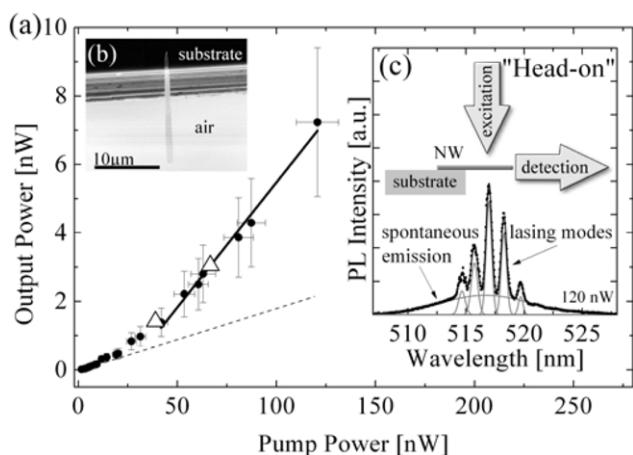 (a)
Output Power [nW]
10
8
6
4
2
0
0 50 100 150 200 250
Pump Power [nW]
(b)
substrate
air
10µm
(c)
"Head-on"
excitation
NW
substrate
detection
spontaneous
emission
lasing modes
120 nW
PL Intensity [a.u.]
510 515 520 525
Wavelength [nm]